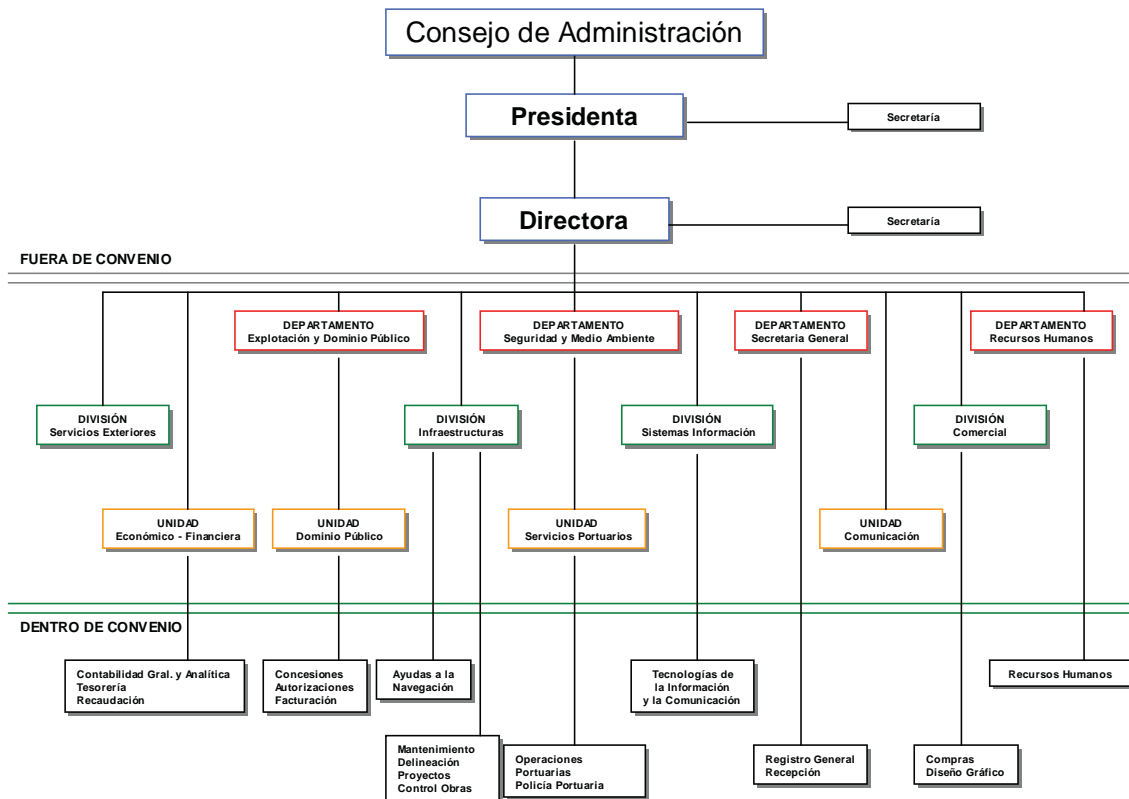 Consejo de Administración
Presidenta
Secretaría
Directora
Secretaría
FUERA DE CONVENIO
DEPARTAMENTO
Explotación y Dominio Público
DEPARTAMENTO
Seguridad y Medio Ambiente
DEPARTAMENTO
Secretaria General
DEPARTAMENTO
Recursos Humanos
DIVISIÓN
Servicios Exteriores
DIVISIÓN
Infraestructuras
DIVISIÓN
Sistemas Información
DIVISIÓN
Comercial
UNIDAD
Económico - Financiera
UNIDAD
Dominio Público
UNIDAD
Servicios Portuarios
UNIDAD
Comunicación
DENTRO DE CONVENIO
Contabilidad Gral. y Analítica
Tesorería
Recaudación
Concesiones
Autorizaciones
Facturación
Ayudas a la
Navegación
Tecnologías de
la Información
y la Comunicación
Recursos Humanos
Mantenimiento
Delineación
Proyectos
Control Obras
Operaciones
Portuarias
Policía Portuaria
Registro General
Recepción
Compras
Diseño Gráfico